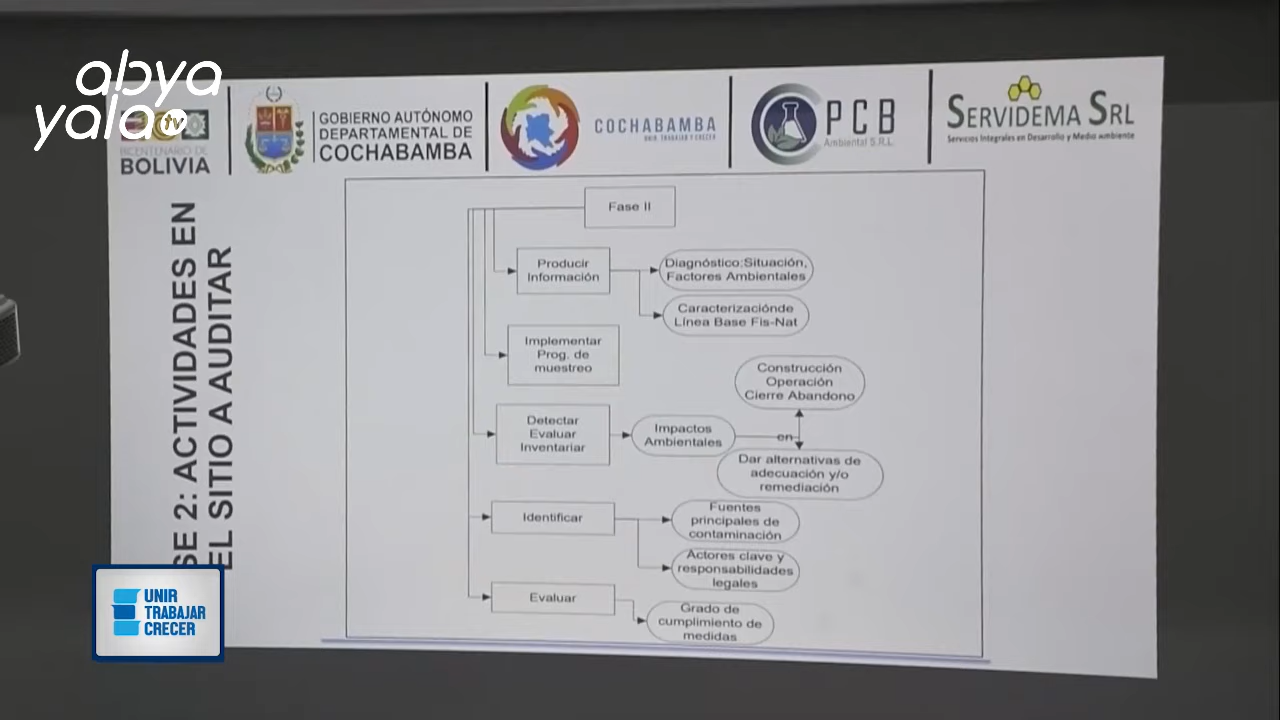 abya
yala
tv
BICENTENARIO DE
BOLIVIA
GOBIERNO AUTÓNOMO
DEPARTAMENTAL DE
COCHABAMBA
COCHABAMBA
UNIR, TRABAJAR Y CRECER
PCB
Ambiental S.R.L.
SERVIDEMA SRL
Servicios Integrales en Desarrollo y Medio Ambiente
SE 2: ACTIVIDADES EN
EL SITIO A AUDITAR
Fase II
Producir
Información
Diagnóstico:Situación,
Factores Ambientales
Caracterizaciónde
Línea Base Fis-Nat
Implementar
Prog. de
muestreo
Construcción
Operación
Cierre Abandono
Detectar
Evaluar
Inventariar
Impactos
Ambientales
en
Dar alternativas de
adecuación y/o
remediación
Identificar
Fuentes
principales de
contaminación
Actores clave y
responsabilidades
legales
Evaluar
Grado de
cumplimiento de
medidas
UNIR
TRABAJAR
CRECER